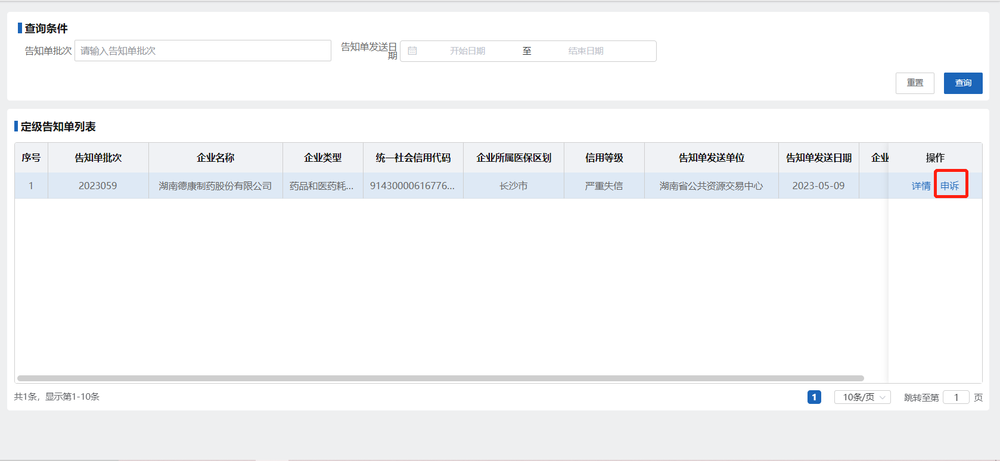 查询条件
告知单批次 请输入告知单批次 告知单发送日期 开始日期 至 结束日期
重置 查询
定级告知单列表
序号 告知单批次 企业名称 企业类型 统一社会信用代码 企业所属医保区划 信用等级 告知单发送单位 告知单发送日期 企业 操作
1 2023059 湖南德康制药股份有限公司 药品和医药耗... 91430000616776... 长沙市 严重失信 湖南省公共资源交易中心 2023-05-09 详情 申诉
共1条，显示第1-10条 1 10条/页 跳转至第 1 页